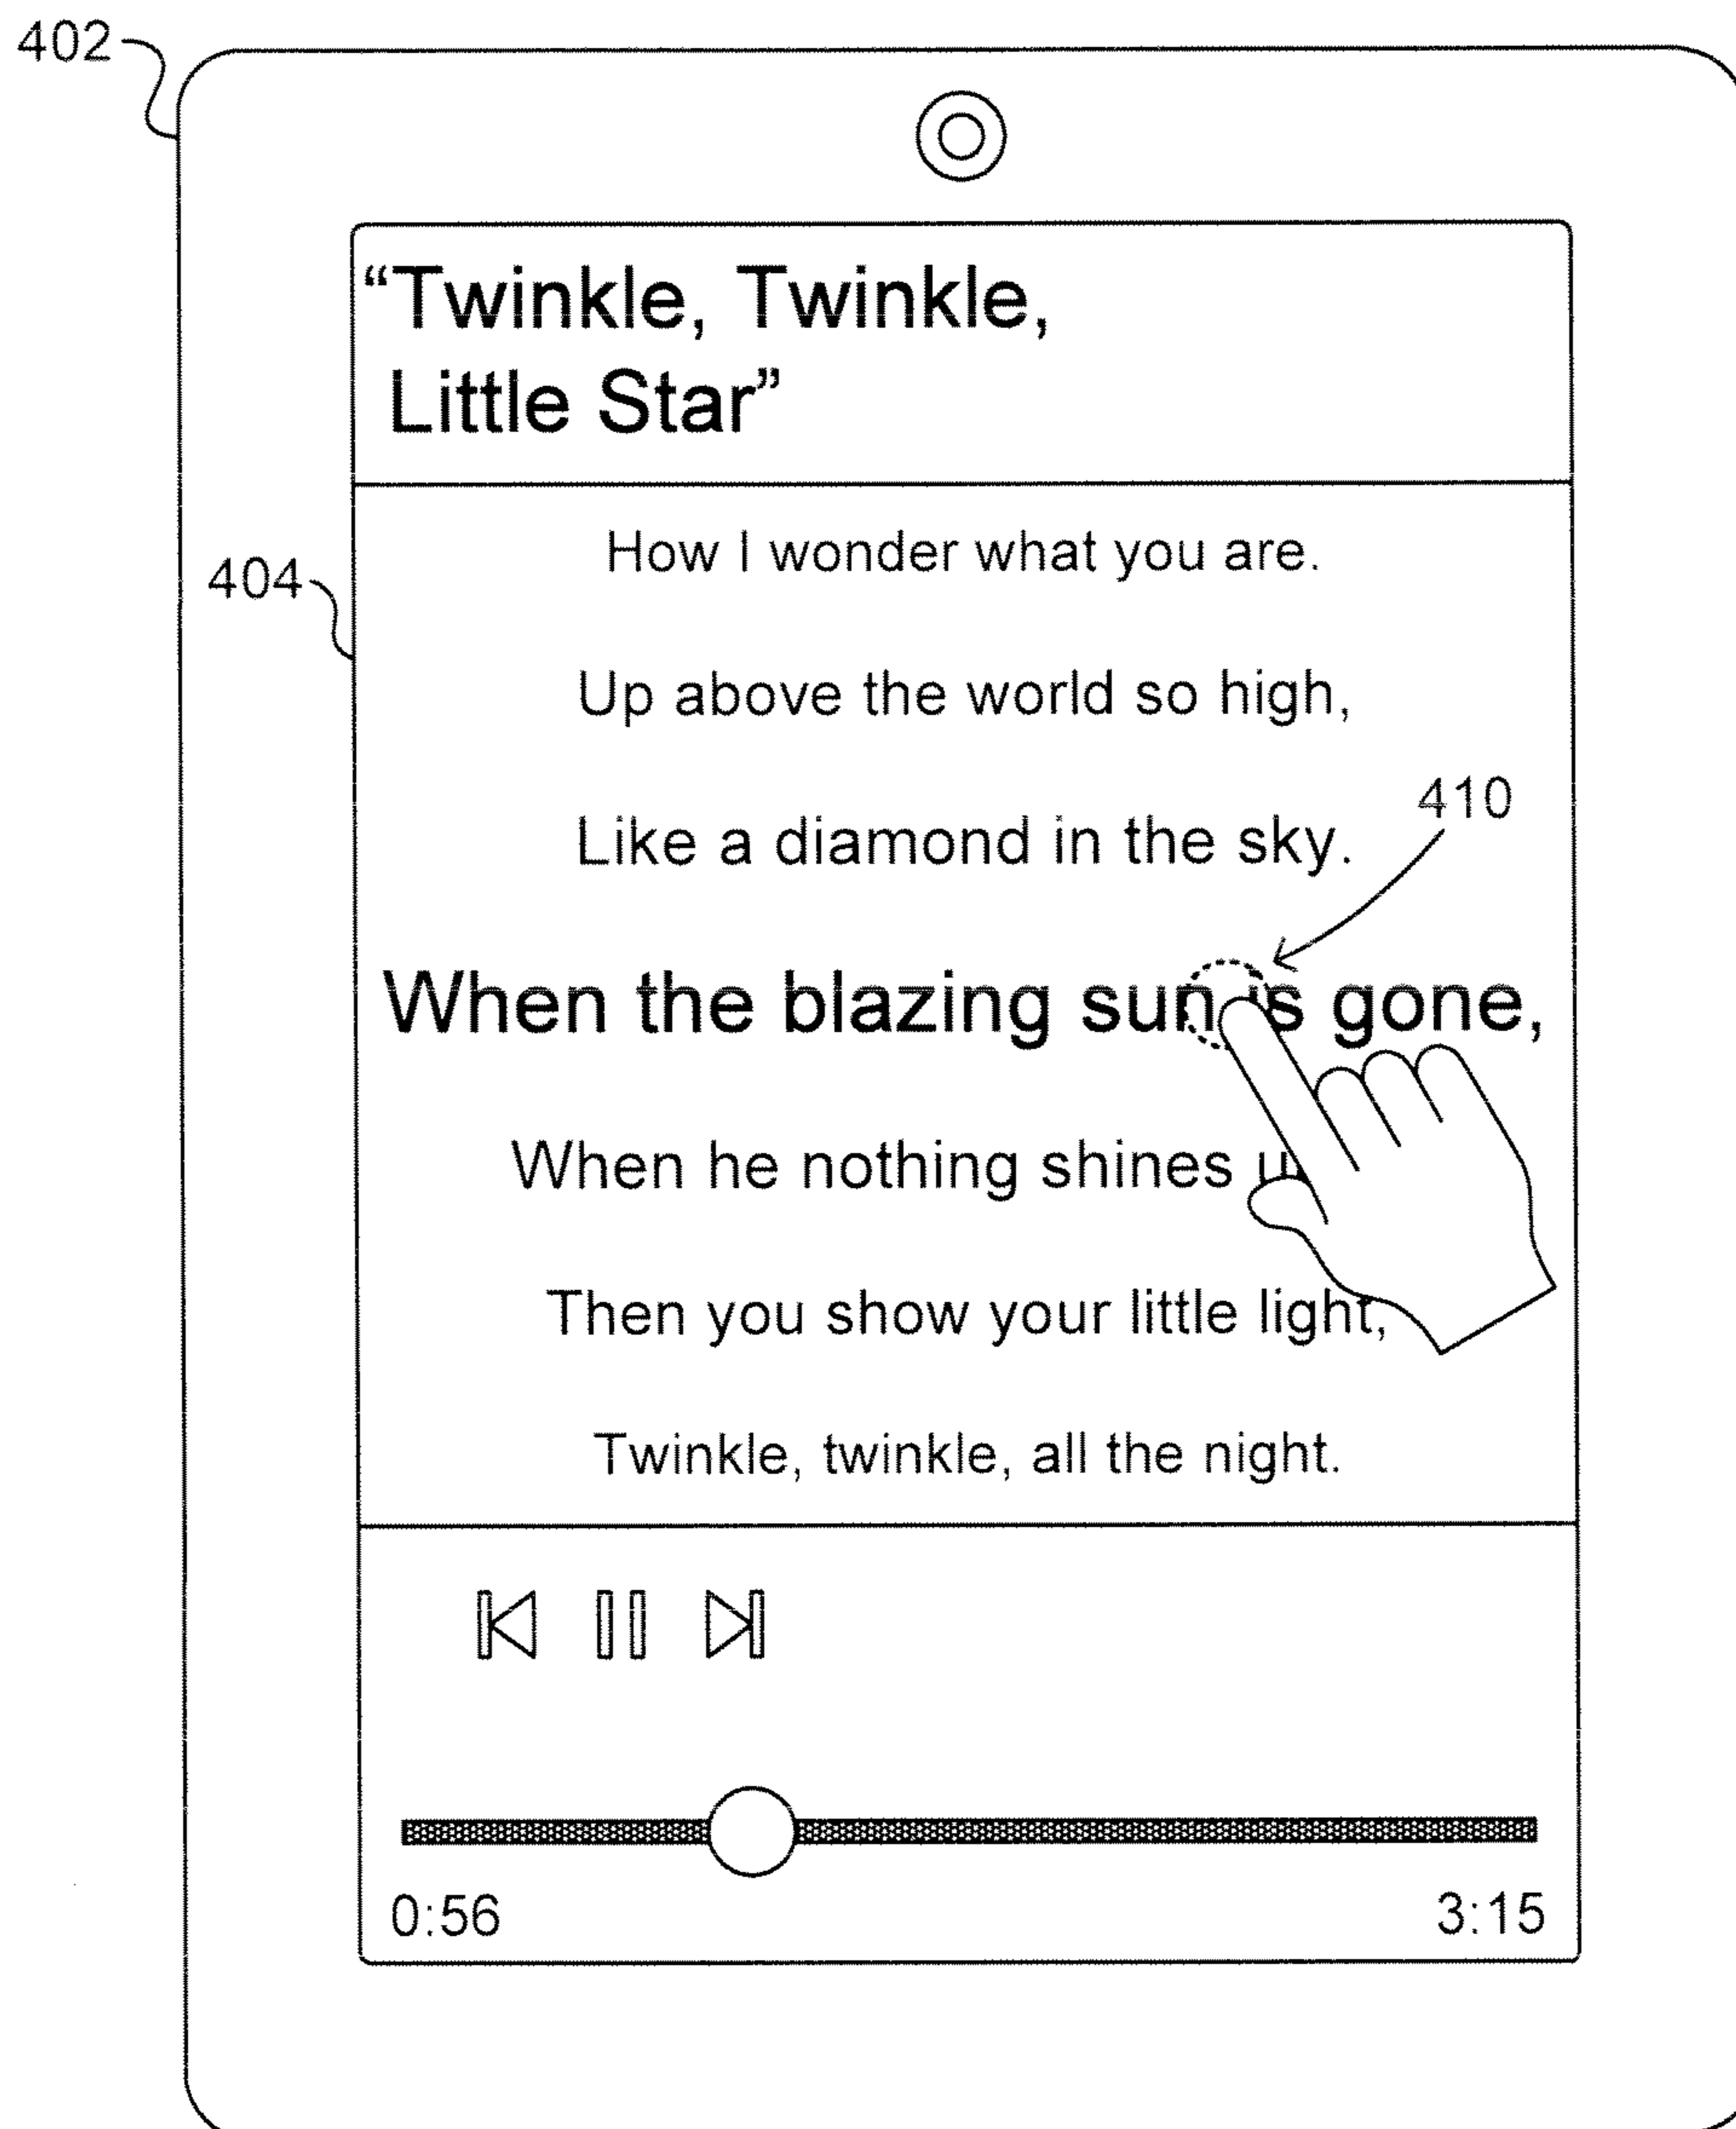 402
“Twinkle, Twinkle,
Little Star”
How I wonder what you are.
404
Up above the world so high,
410
Like a diamond in the sky.
When the blazing sun is gone,
When he nothing shines
Then you show your little light,
Twinkle, twinkle, all the night.
0:56
3:15